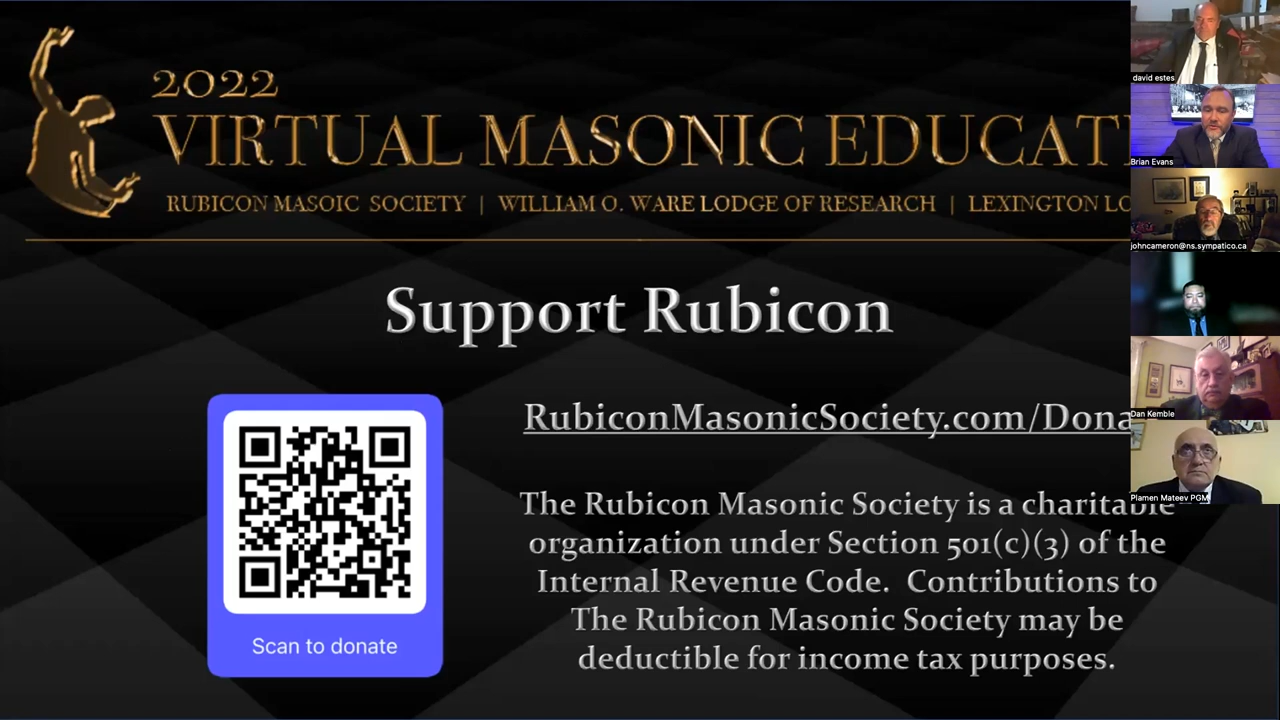 2022
VIRTUAL MASONIC EDUCATI
RUBICON MASOIC SOCIETY | WILLIAM O. WARE LODGE OF RESEARCH | LEXINGTON LO
Support Rubicon
RubiconMasonicSociety.com/Dona
The Rubicon Masonic Society is a charitable
organization under Section 501(c)(3) of the
Internal Revenue Code. Contributions to
The Rubicon Masonic Society may be
deductible for income tax purposes.
Scan to donate
david estes
Brian Evans
johncameron@ns.sympatico.ca
Dan Kemble
Plamen Mateev PGM